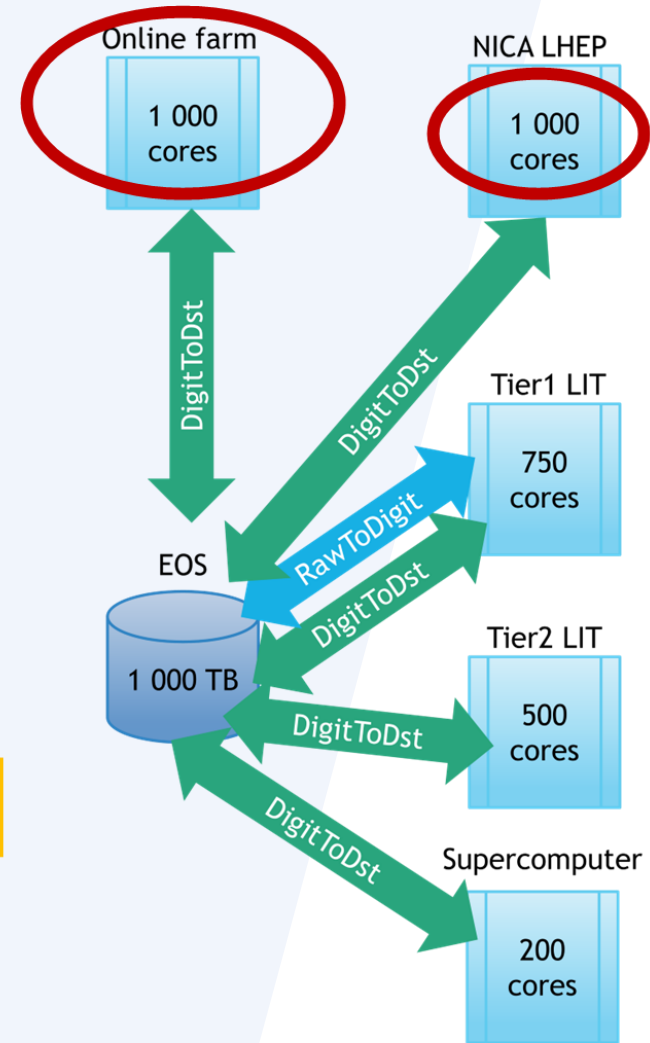 Online farm
1 000
cores
NICA LHEP
1 000
cores
DigitToDst
DigitToDst
Tier1 LIT
750
cores
RawToDigit
DigitToDst
EOS
1 000 TB
Tier2 LIT
500
cores
DigitToDst
DigitToDst
Supercomputer
200
cores